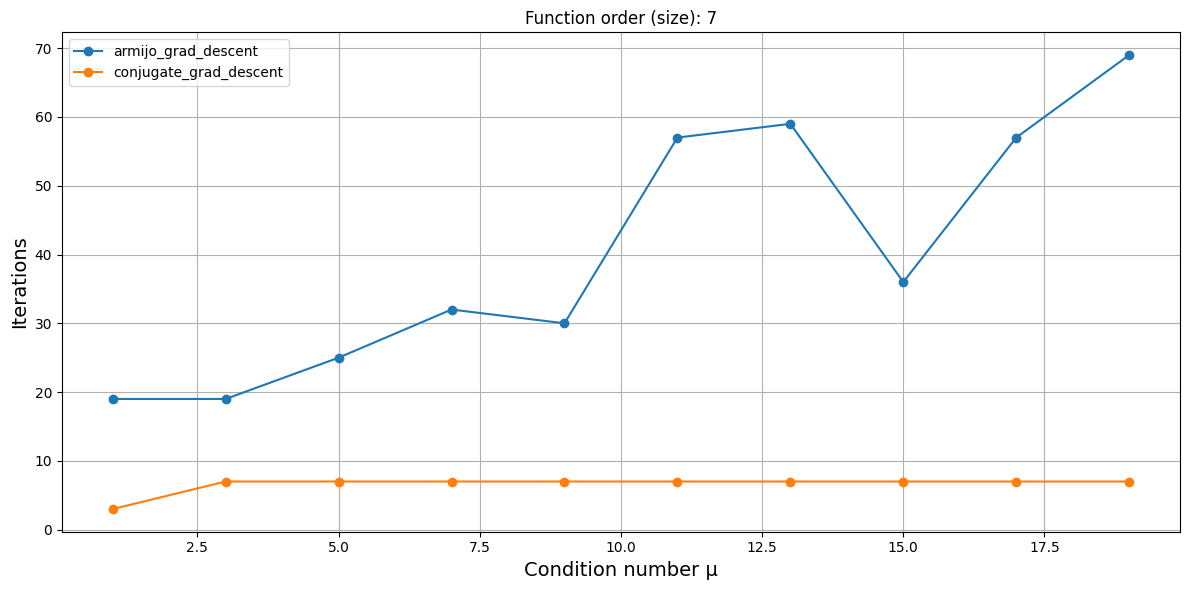 Function order (size): 7
armijo_grad_descent
conjugate_grad_descent
Iterations
70
60
50
40
30
20
10
0
2.5 5.0 7.5 10.0 12.5 15.0 17.5
Condition number μ